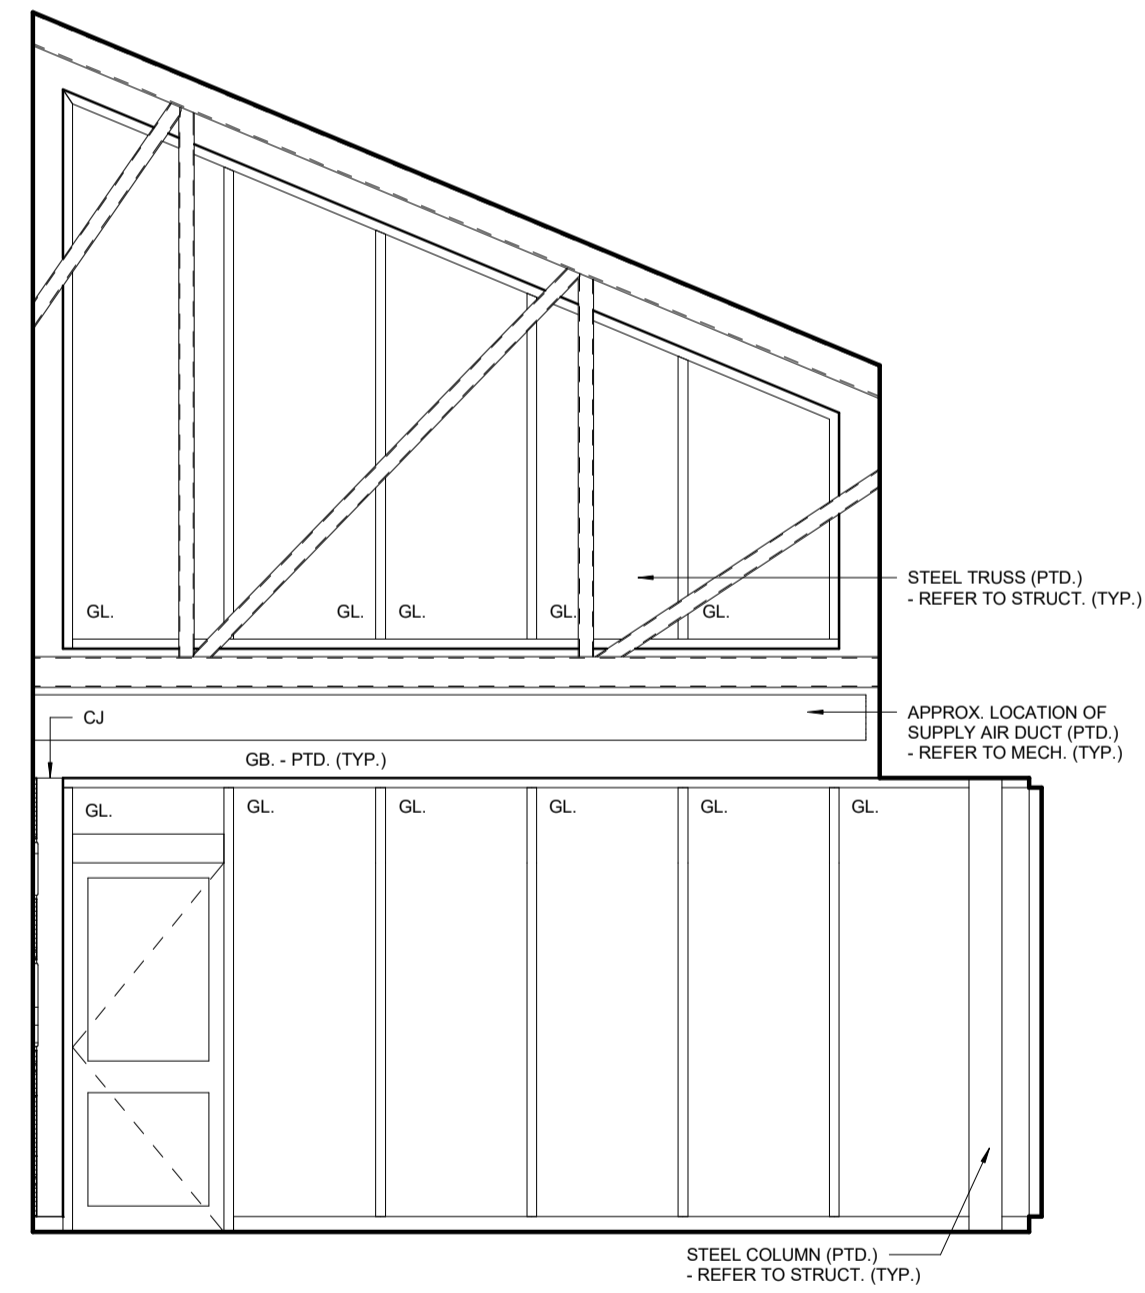 GL.
GL.
GL.
GL.
GL.
STEEL TRUSS (PTD.)
- REFER TO STRUCT. (TYP.)
CJ
APPROX. LOCATION OF
SUPPLY AIR DUCT (PTD.)
- REFER TO MECH. (TYP.)
GB. - PTD. (TYP.)
GL.
GL.
GL.
GL.
GL.
GL.
STEEL COLUMN (PTD.)
- REFER TO STRUCT. (TYP.)